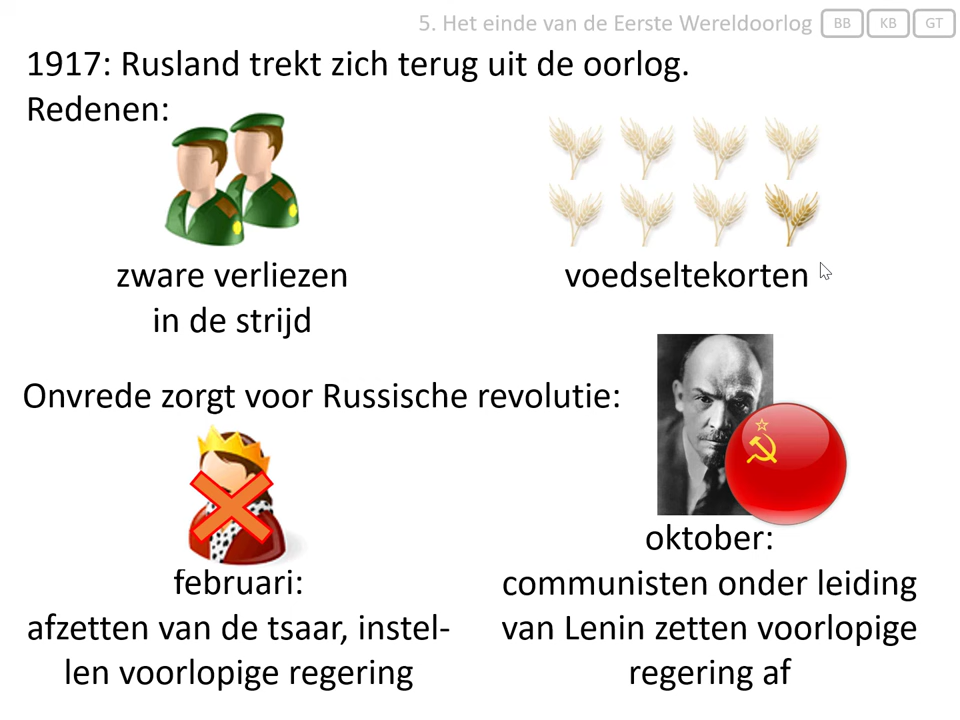 5. Het einde van de Eerste Wereldoorlog BB KB GT
1917: Rusland trekt zich terug uit de oorlog.
Redenen:
zware verliezen
in de strijd
voedseltekorten
Onvrede zorgt voor Russische revolutie:
februari:
afzetten van de tsaar, instel-
len voorlopige regering
oktober:
communisten onder leiding
van Lenin zetten voorlopige
regering af